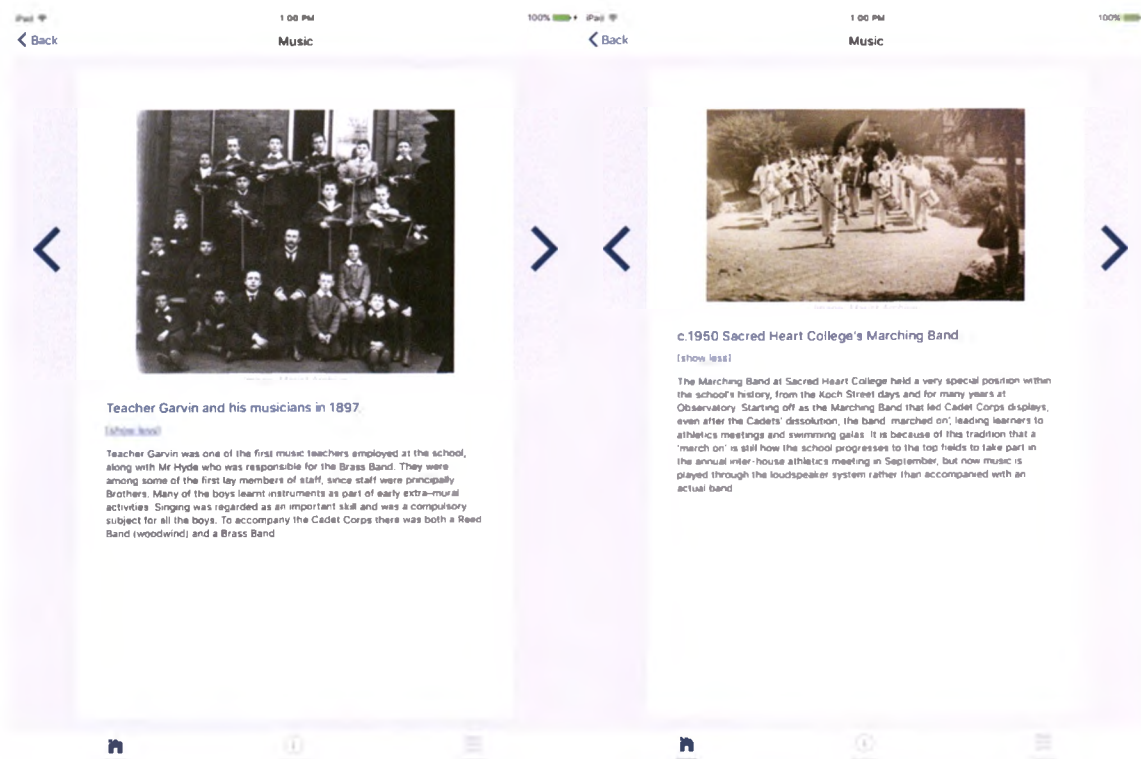 iPad
1 00 PM
100%
Back
Music
Teacher Garvin and his musicians in 1897
[show less]
Teacher Garvin was one of the first music teachers employed at the school,
along with Mr Hyde who was responsible for the Brass Band. They were
among some of the first lay members of staff, since staff were principally
Brothers. Many of the boys learnt instruments as part of early extra-mural
activities. Singing was regarded as an important skill and was a compulsory
subject for all the boys. To accompany the Cadet Corps there was both a Reed
Band (woodwind) and a Brass Band
iPad
1 00 PM
100%
Back
Music
c.1950 Sacred Heart College's Marching Band
[show less]
The Marching Band at Sacred Heart College held a very special position within
the school's history, from the Koch Street days and for many years at
Observatory. Starting off as the Marching Band that led Cadet Corps displays,
even after the Cadets' dissolution, the band 'marched on', leading learners to
athletics meetings and swimming galas. It is because of this tradition that a
'march on' is still how the school progresses to the top fields to take part in
the annual inter-house athletics meeting in September, but now music is
played through the loudspeaker system rather than accompanied with an
actual band